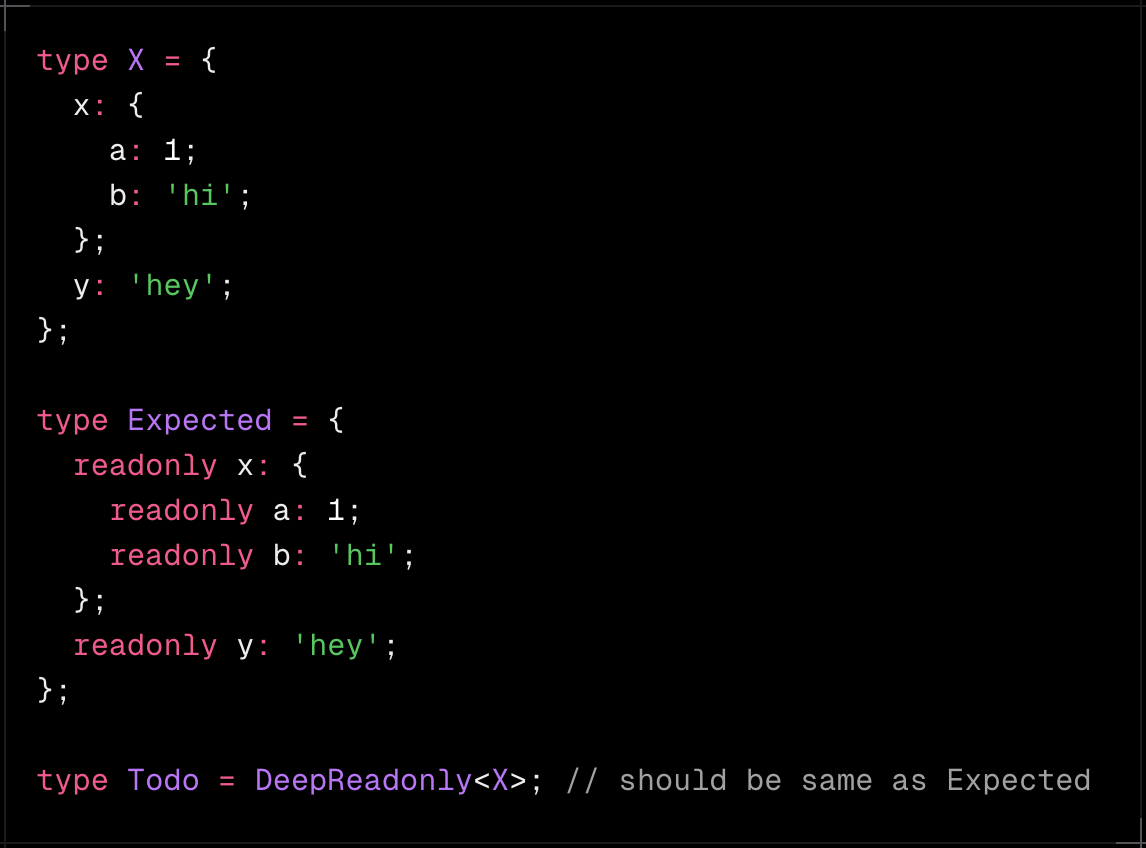 type X = {
  x: {
    a: 1;
    b: 'hi';
  };
  y: 'hey';
};

type Expected = {
  readonly x: {
    readonly a: 1;
    readonly b: 'hi';
  };
  readonly y: 'hey';
};

type Todo = DeepReadonly<X>; // should be same as Expected